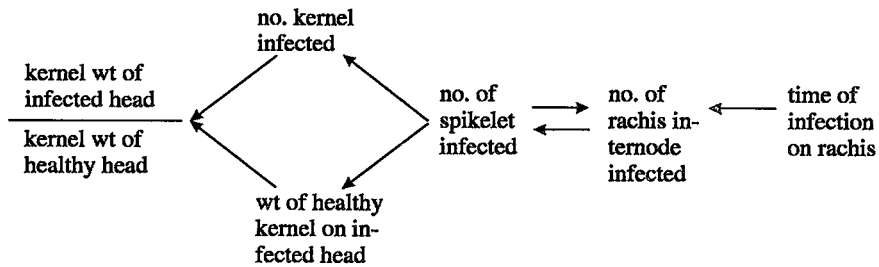 no. kernel
infected
kernel wt of
infected head
kernel wt of
healthy head
no. of
spikelet
infected
no. of
rachis in-
ternode
infected
time of
infection
on rachis
wt of healthy
kernel on in-
fected head